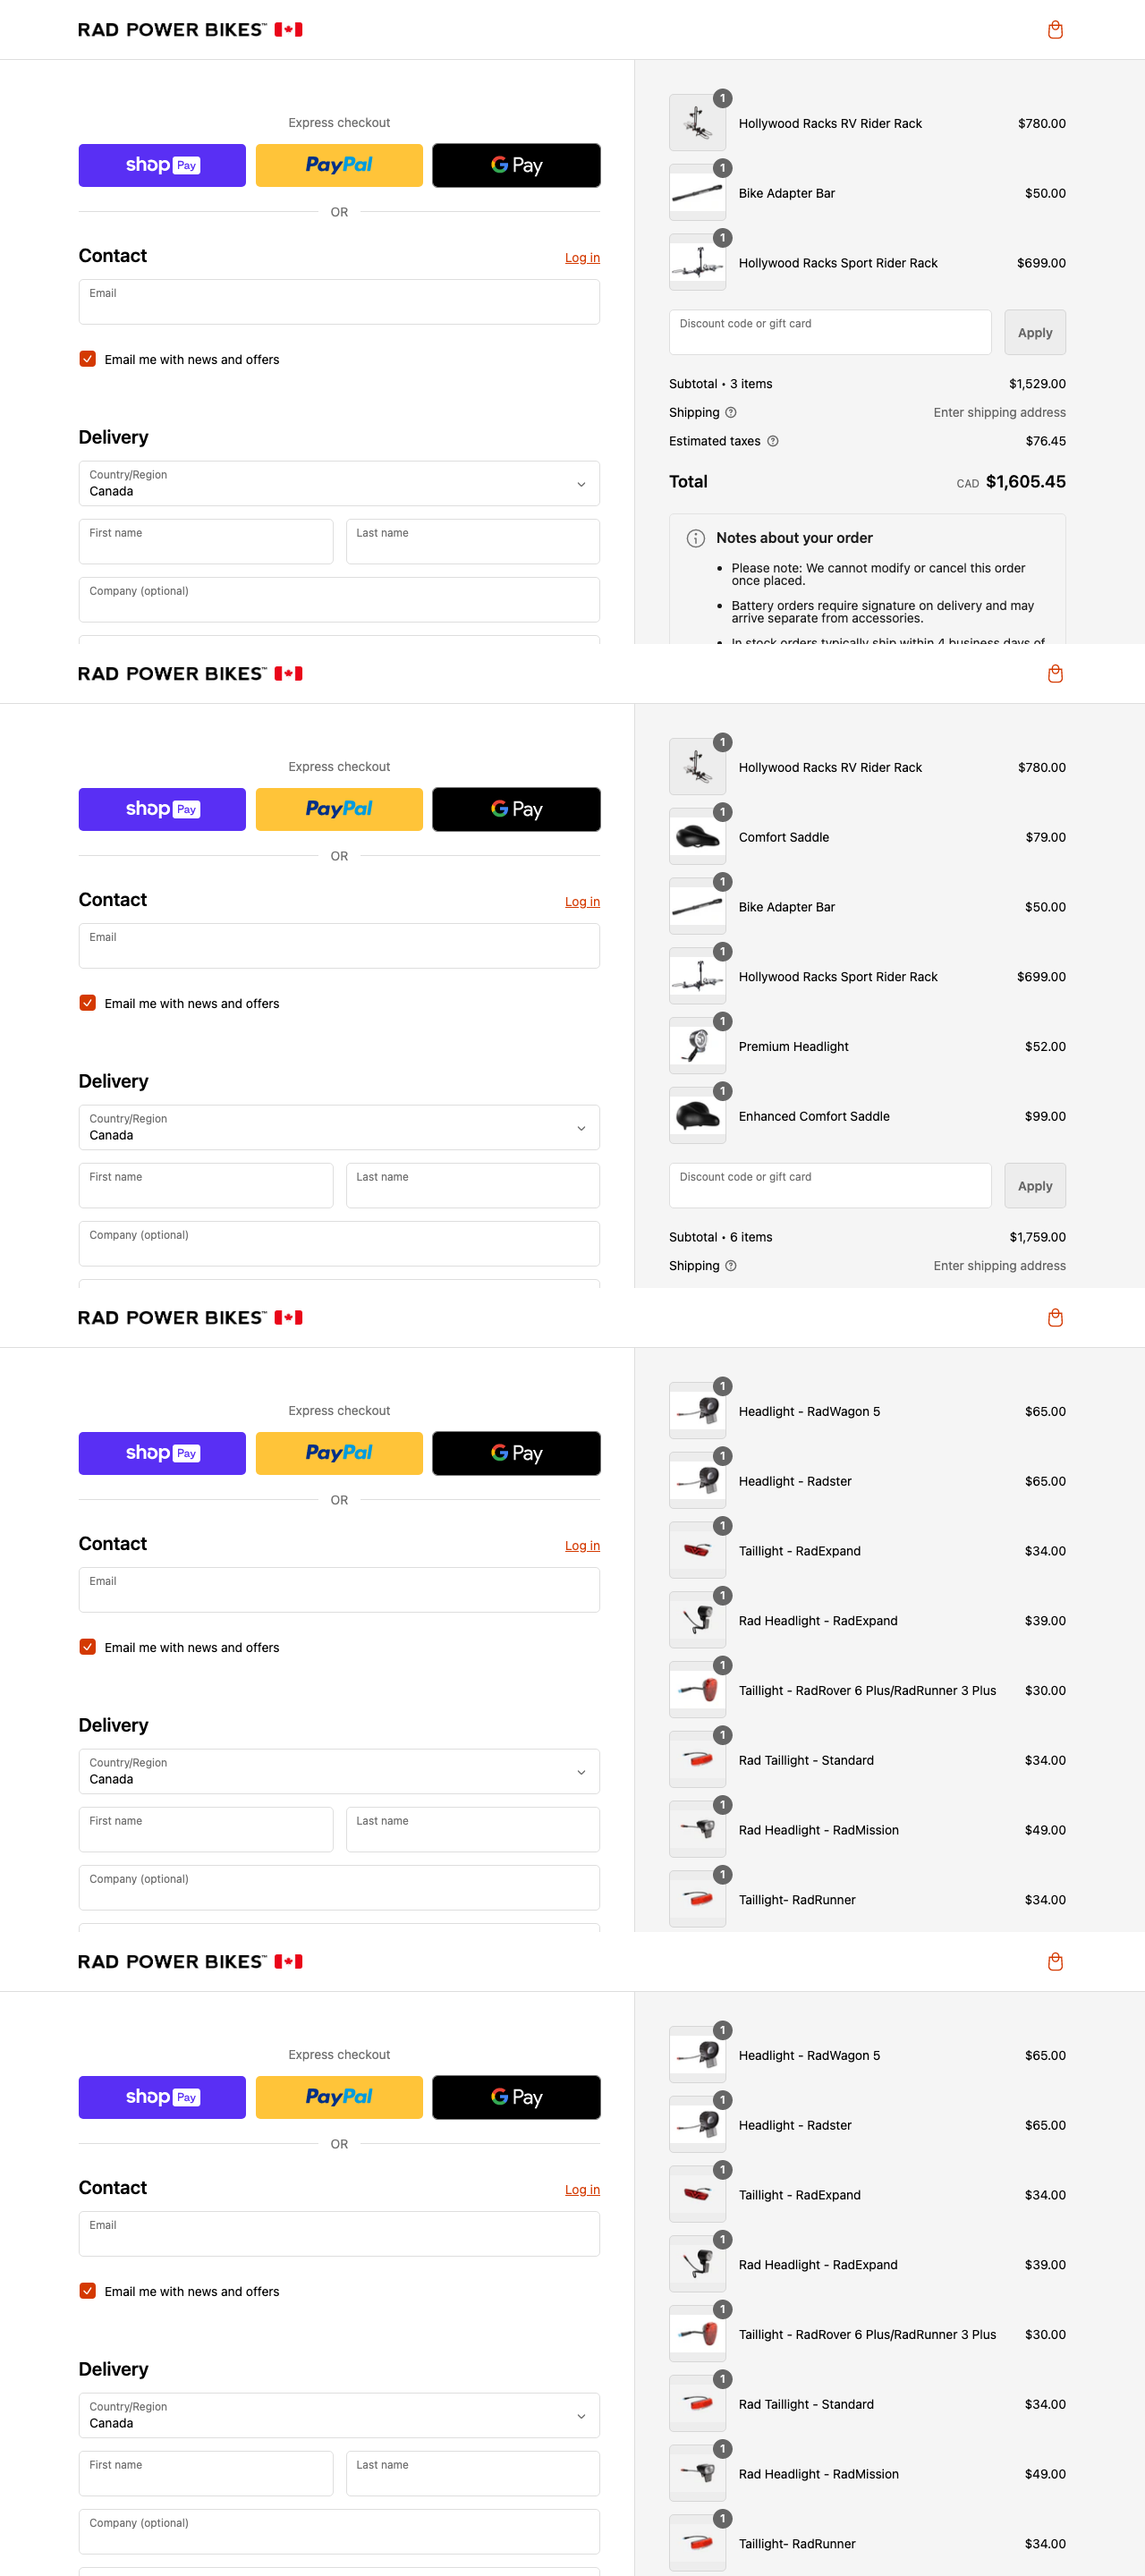 RAD POWER BIKES™
Express checkout
shop Pay
PayPal
G Pay
OR
Contact
Log in
Email
Email me with news and offers
Delivery
Country/Region
Canada
First name
Last name
Company (optional)
1
Hollywood Racks RV Rider Rack
$780.00
1
Bike Adapter Bar
$50.00
1
Hollywood Racks Sport Rider Rack
$699.00
Discount code or gift card
Apply
Subtotal • 3 items
$1,529.00
Shipping
Enter shipping address
Estimated taxes
$76.45
Total
CAD $1,605.45
Notes about your order
• Please note: We cannot modify or cancel this order
once placed.
• Battery orders require signature on delivery and may
arrive separate from accessories.
• In stock orders typically ship within 4 business days of
RAD POWER BIKES™
Express checkout
shop Pay
PayPal
G Pay
OR
Contact
Log in
Email
Email me with news and offers
Delivery
Country/Region
Canada
First name
Last name
Company (optional)
1
Hollywood Racks RV Rider Rack
$780.00
1
Comfort Saddle
$79.00
1
Bike Adapter Bar
$50.00
1
Hollywood Racks Sport Rider Rack
$699.00
1
Premium Headlight
$52.00
1
Enhanced Comfort Saddle
$99.00
Discount code or gift card
Apply
Subtotal • 6 items
$1,759.00
Shipping
Enter shipping address
RAD POWER BIKES™
Express checkout
shop Pay
PayPal
G Pay
OR
Contact
Log in
Email
Email me with news and offers
Delivery
Country/Region
Canada
First name
Last name
Company (optional)
1
Headlight - RadWagon 5
$65.00
1
Headlight - Radster
$65.00
1
Taillight - RadExpand
$34.00
1
Rad Headlight - RadExpand
$39.00
1
Taillight - RadRover 6 Plus/RadRunner 3 Plus
$30.00
1
Rad Taillight - Standard
$34.00
1
Rad Headlight - RadMission
$49.00
1
Taillight- RadRunner
$34.00
RAD POWER BIKES™
Express checkout
shop Pay
PayPal
G Pay
OR
Contact
Log in
Email
Email me with news and offers
Delivery
Country/Region
Canada
First name
Last name
Company (optional)
1
Headlight - RadWagon 5
$65.00
1
Headlight - Radster
$65.00
1
Taillight - RadExpand
$34.00
1
Rad Headlight - RadExpand
$39.00
1
Taillight - RadRover 6 Plus/RadRunner 3 Plus
$30.00
1
Rad Taillight - Standard
$34.00
1
Rad Headlight - RadMission
$49.00
1
Taillight- RadRunner
$34.00